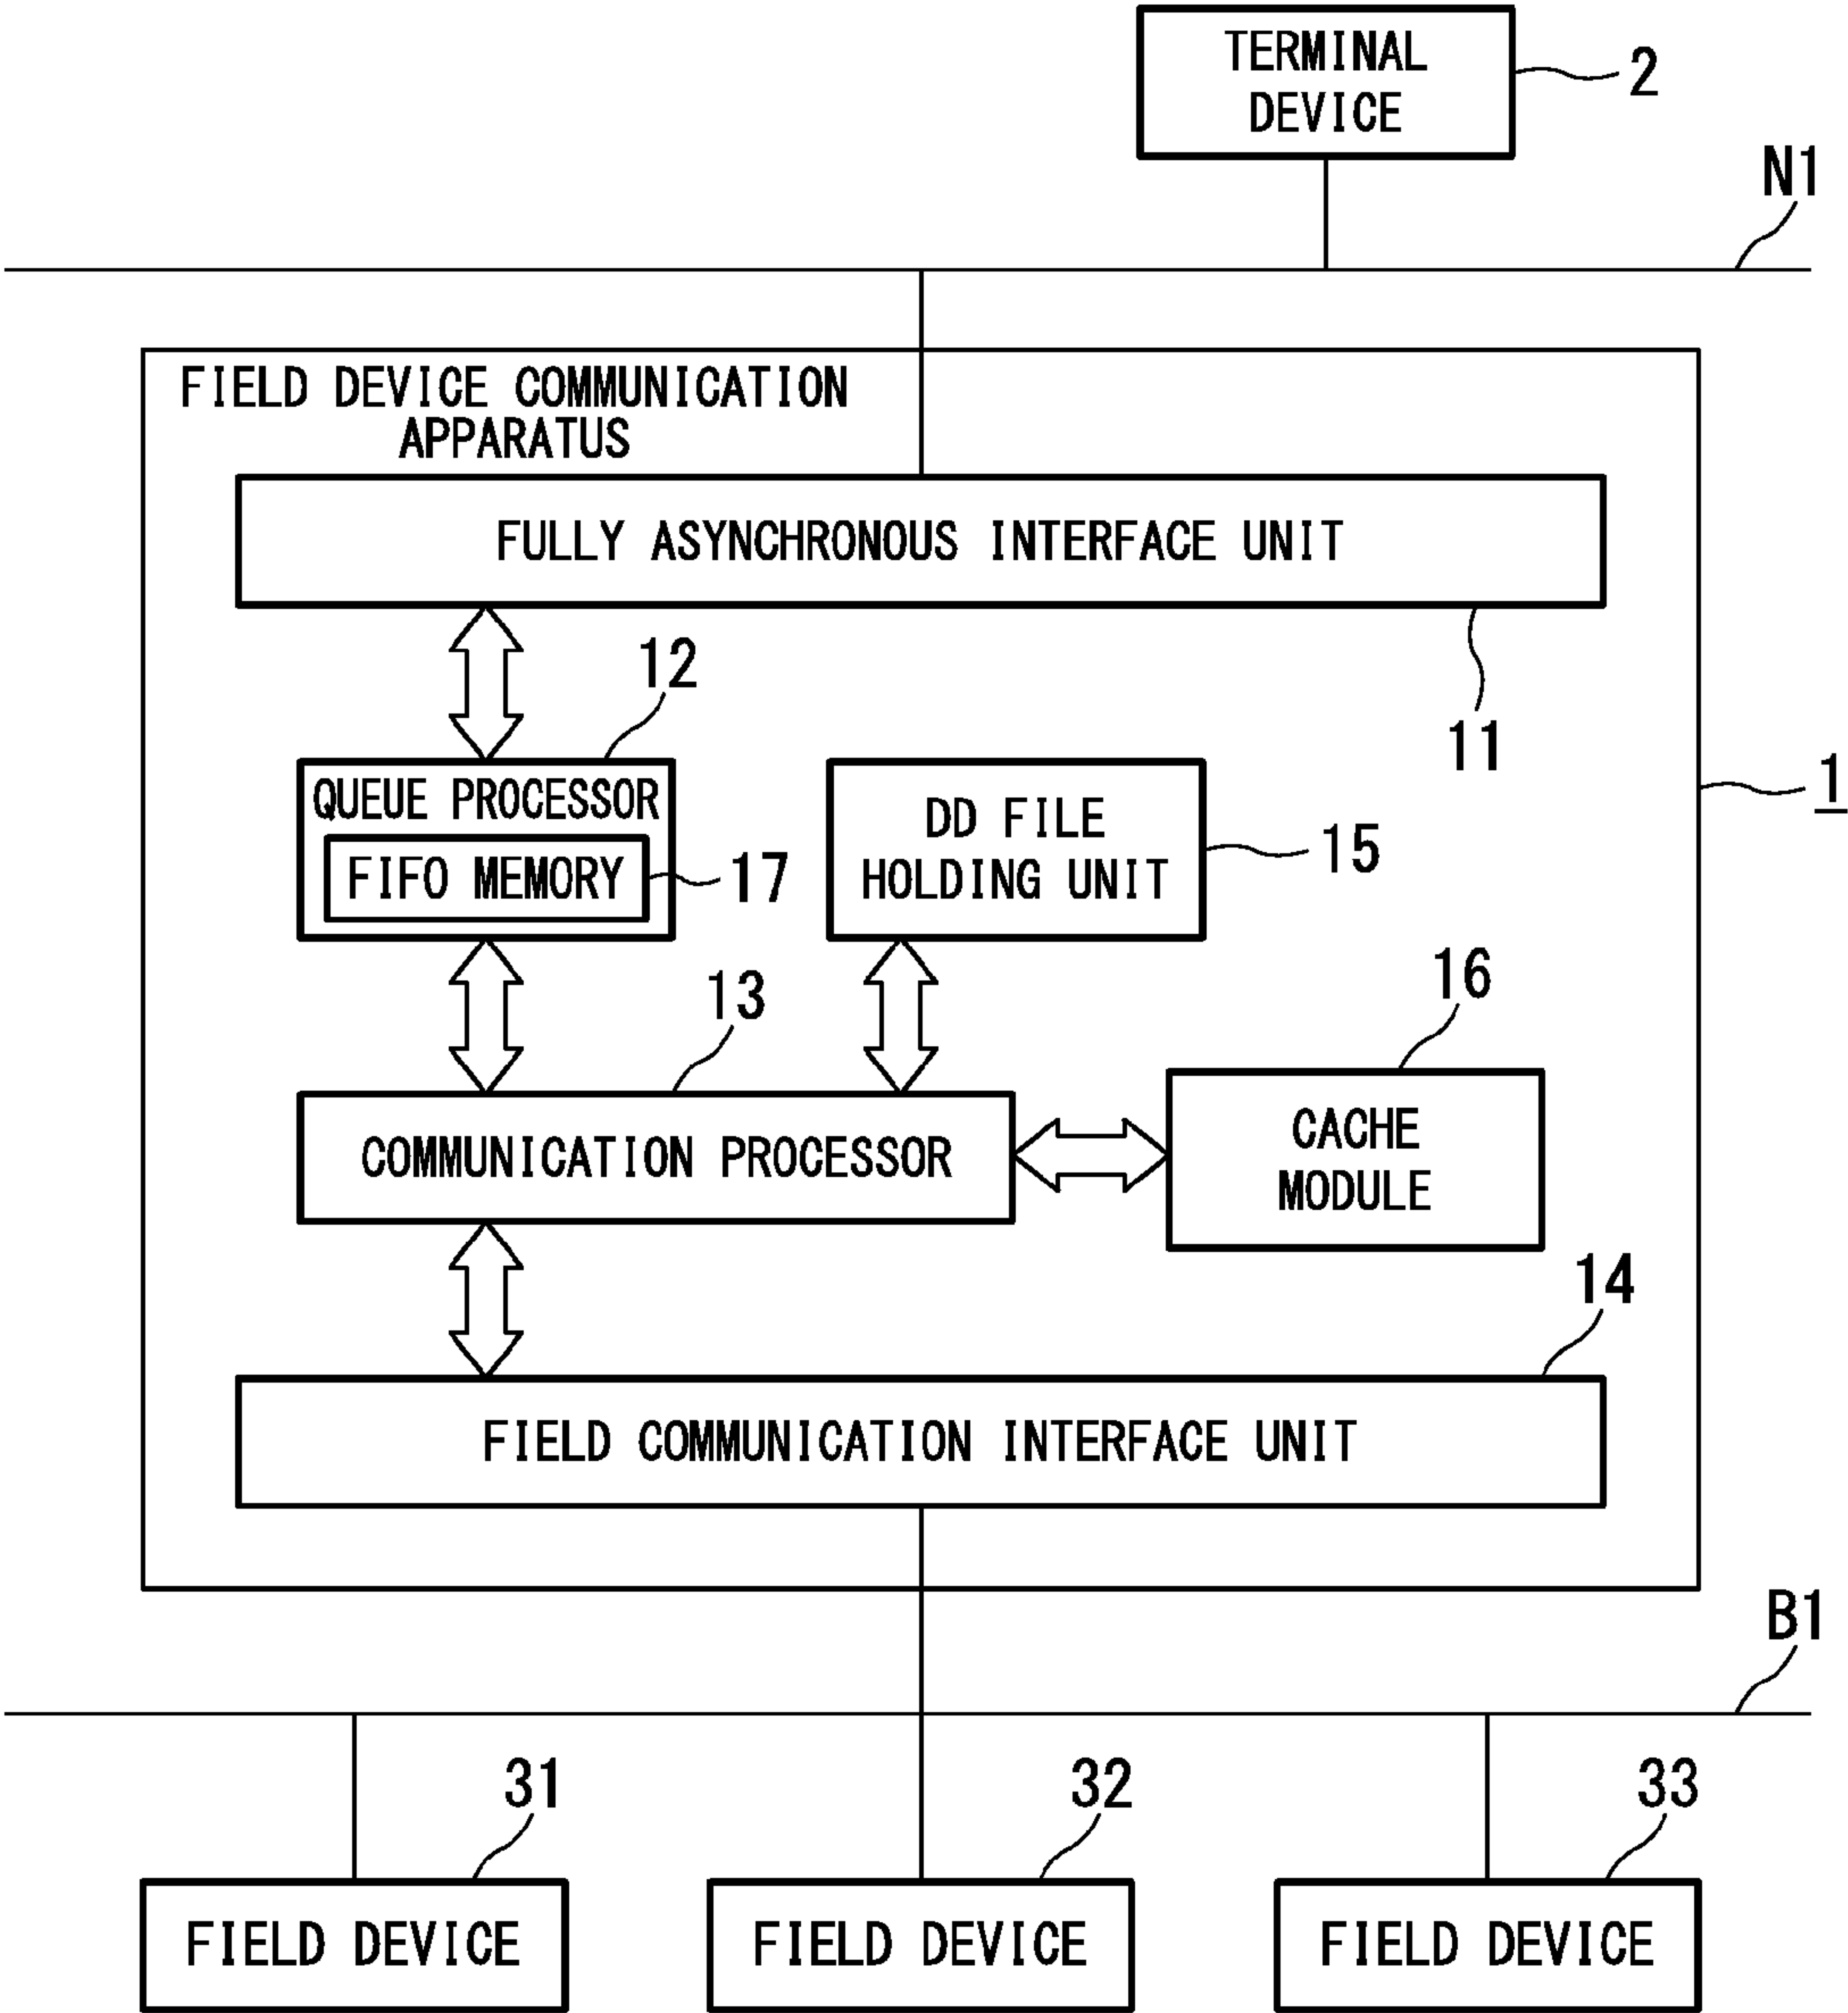 TERMINAL
DEVICE
2
N1
FIELD DEVICE COMMUNICATION
APPARATUS
FULLY ASYNCHRONOUS INTERFACE UNIT
12
11
1
QUEUE PROCESSOR
FIFO MEMORY
17
DD FILE
HOLDING UNIT
15
13
16
COMMUNICATION PROCESSOR
CACHE
MODULE
14
FIELD COMMUNICATION INTERFACE UNIT
B1
31
32
33
FIELD DEVICE
FIELD DEVICE
FIELD DEVICE